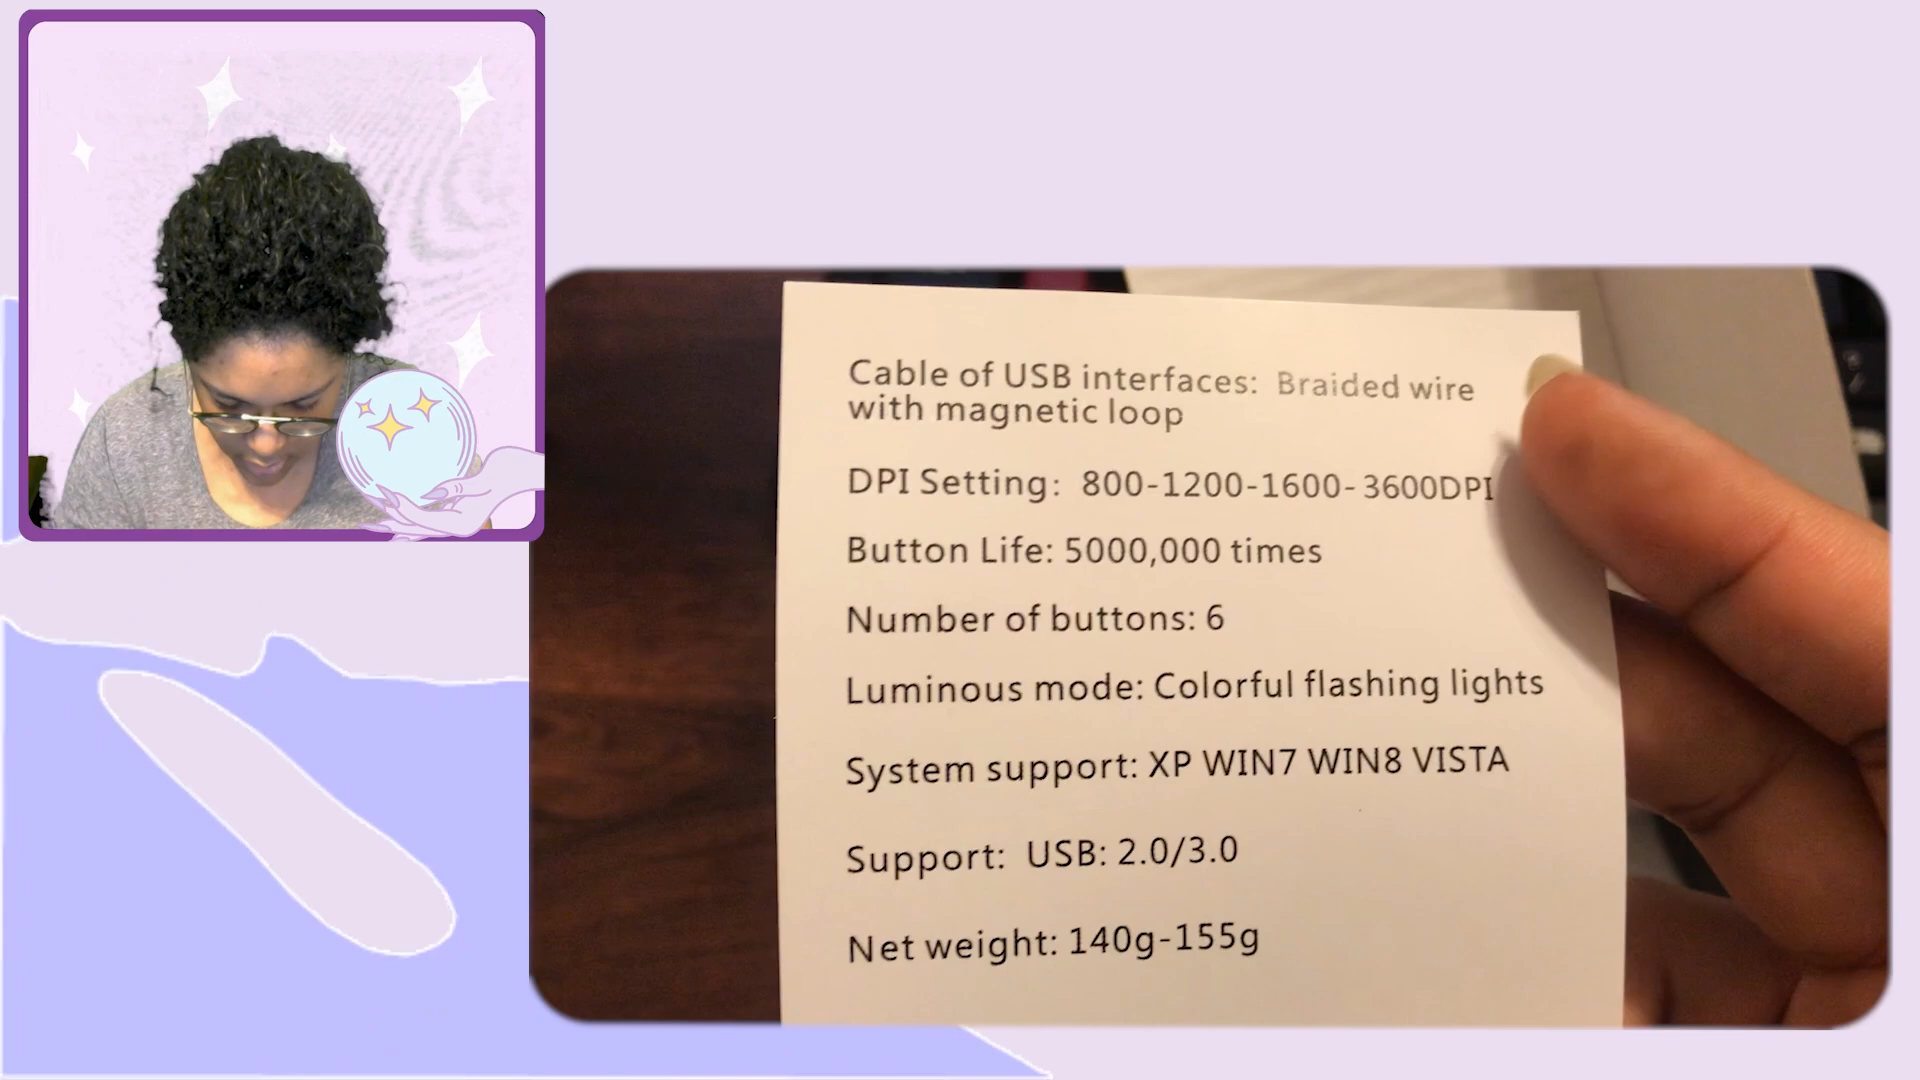 Cable of USB interfaces: Braided wire
with magnetic loop
DPI Setting: 800-1200-1600-3600DPI
Button Life: 5000,000 times
Number of buttons: 6
Luminous mode: Colorful flashing lights
System support: XP WIN7 WIN8 VISTA
Support: USB: 2.0/3.0
Net weight: 140g-155g